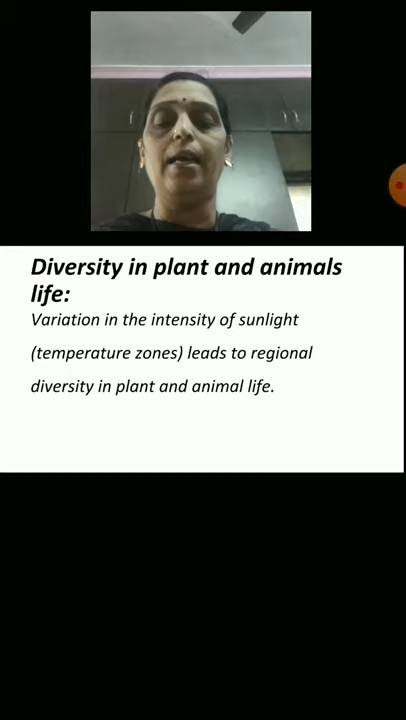 Diversity in plant and animals
life:
Variation in the intensity of sunlight
(temperature zones) leads to regional
diversity in plant and animal life.